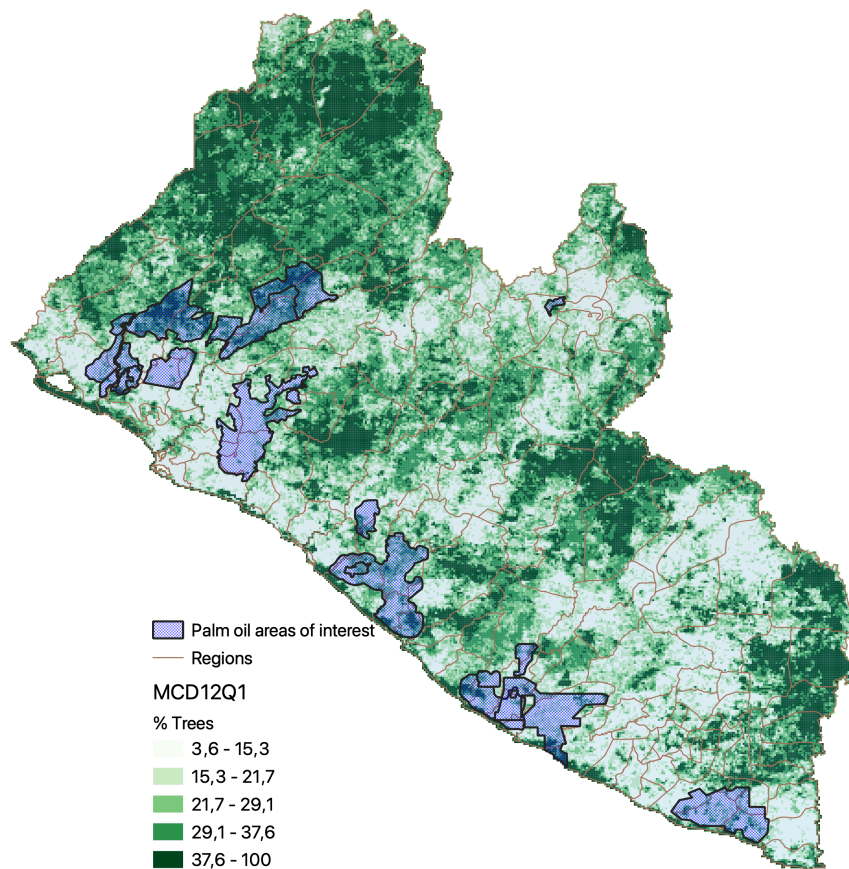 Palm oil areas of interest
Regions
MCD12Q1
% Trees
3,6 - 15,3
15,3 - 21,7
21,7 - 29,1
29,1 - 37,6
37,6 - 100